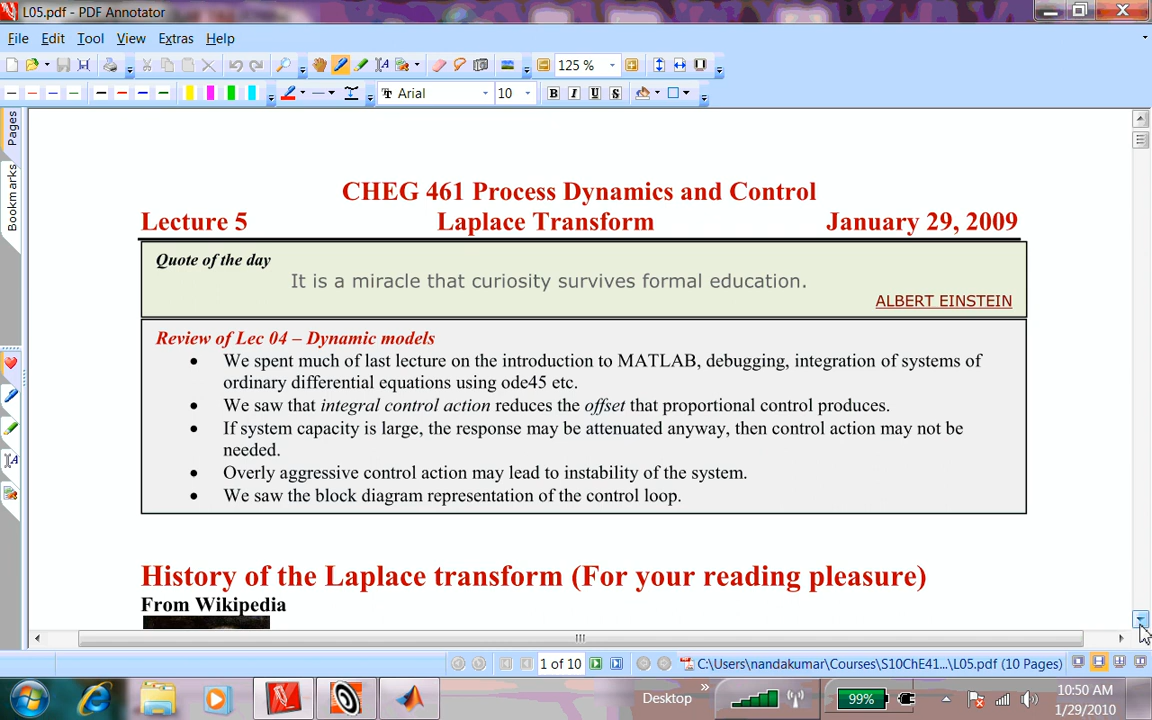 L05.pdf - PDF Annotator
File Edit Tool View Extras Help
125 %
Arial 10 B I U S
Pages
Bookmarks
CHEG 461 Process Dynamics and Control
Lecture 5 Laplace Transform January 29, 2009
Quote of the day
It is a miracle that curiosity survives formal education.
ALBERT EINSTEIN
Review of Lec 04 – Dynamic models
• We spent much of last lecture on the introduction to MATLAB, debugging, integration of systems of
ordinary differential equations using ode45 etc.
• We saw that integral control action reduces the offset that proportional control produces.
• If system capacity is large, the response may be attenuated anyway, then control action may not be
needed.
• Overly aggressive control action may lead to instability of the system.
• We saw the block diagram representation of the control loop.
History of the Laplace transform (For your reading pleasure)
From Wikipedia
1 of 10 C:\Users\nandakumar\Courses\S10ChE41...\L05.pdf (10 Pages)
Desktop » 99% 10:50 AM
1/29/2010